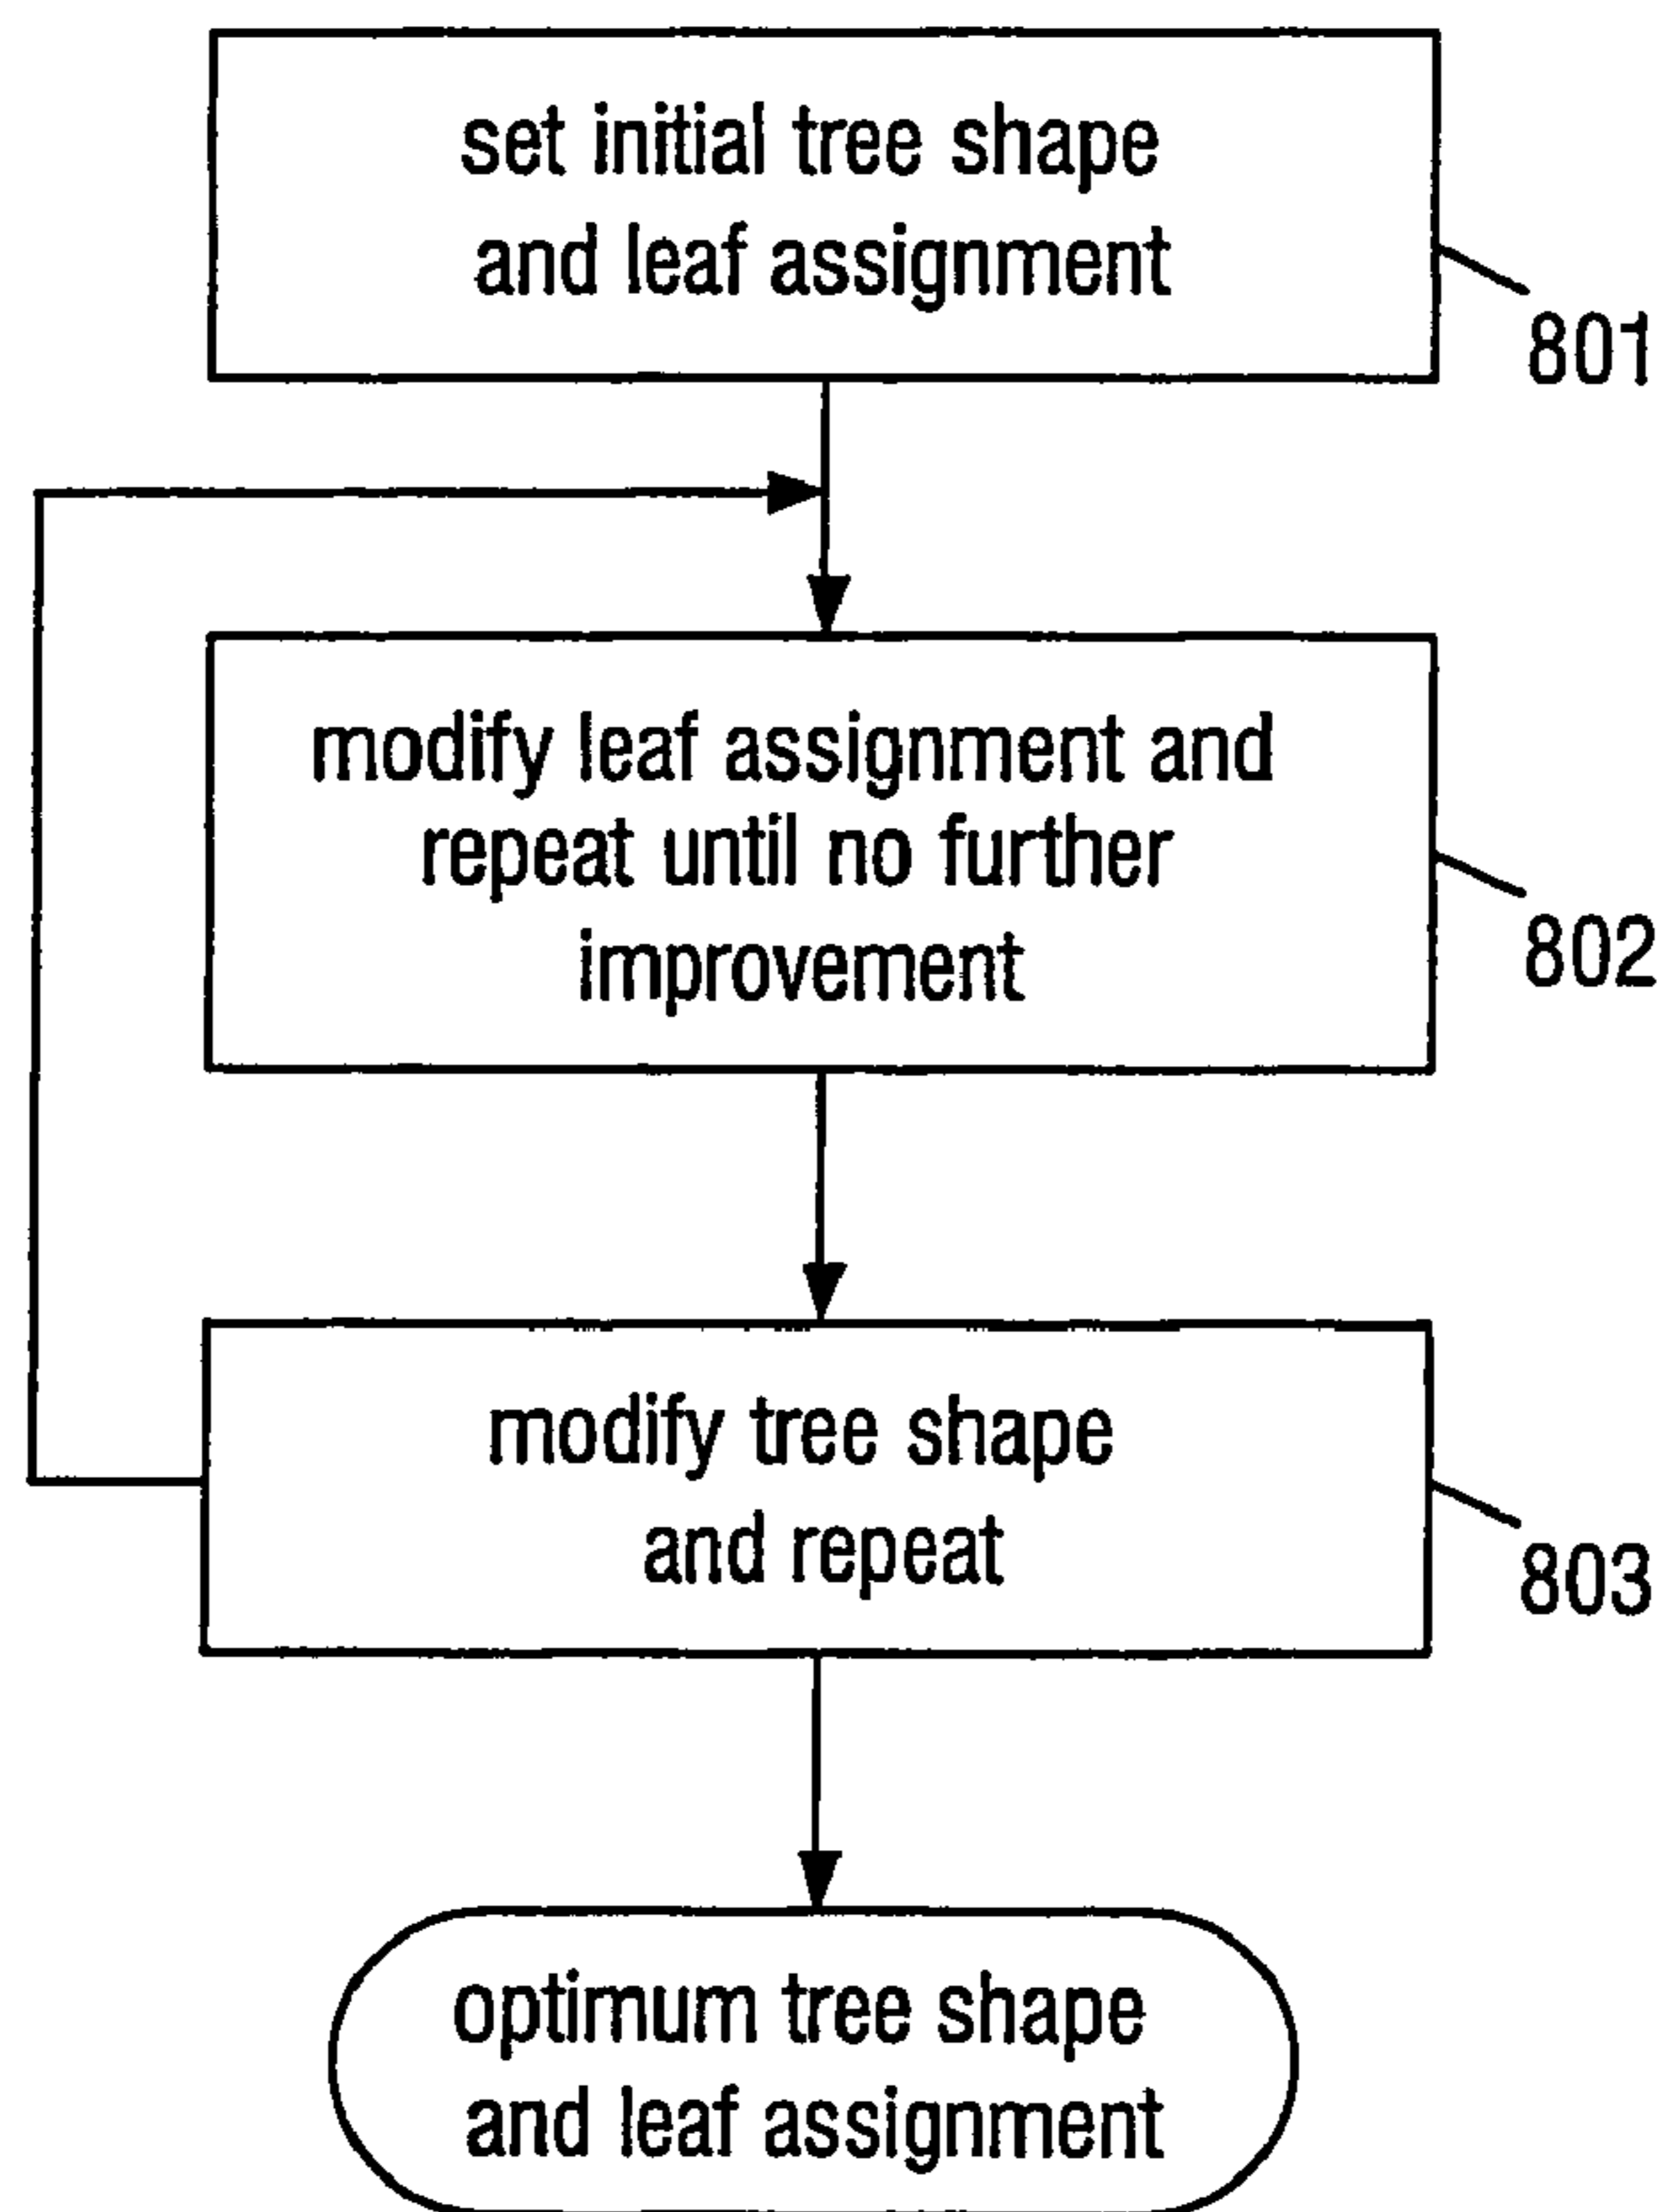 set initial tree shape
and leaf assignment
801
modify leaf assignment and
repeat until no further
improvement
802
modify tree shape
and repeat
803
optimum tree shape
and leaf assignment